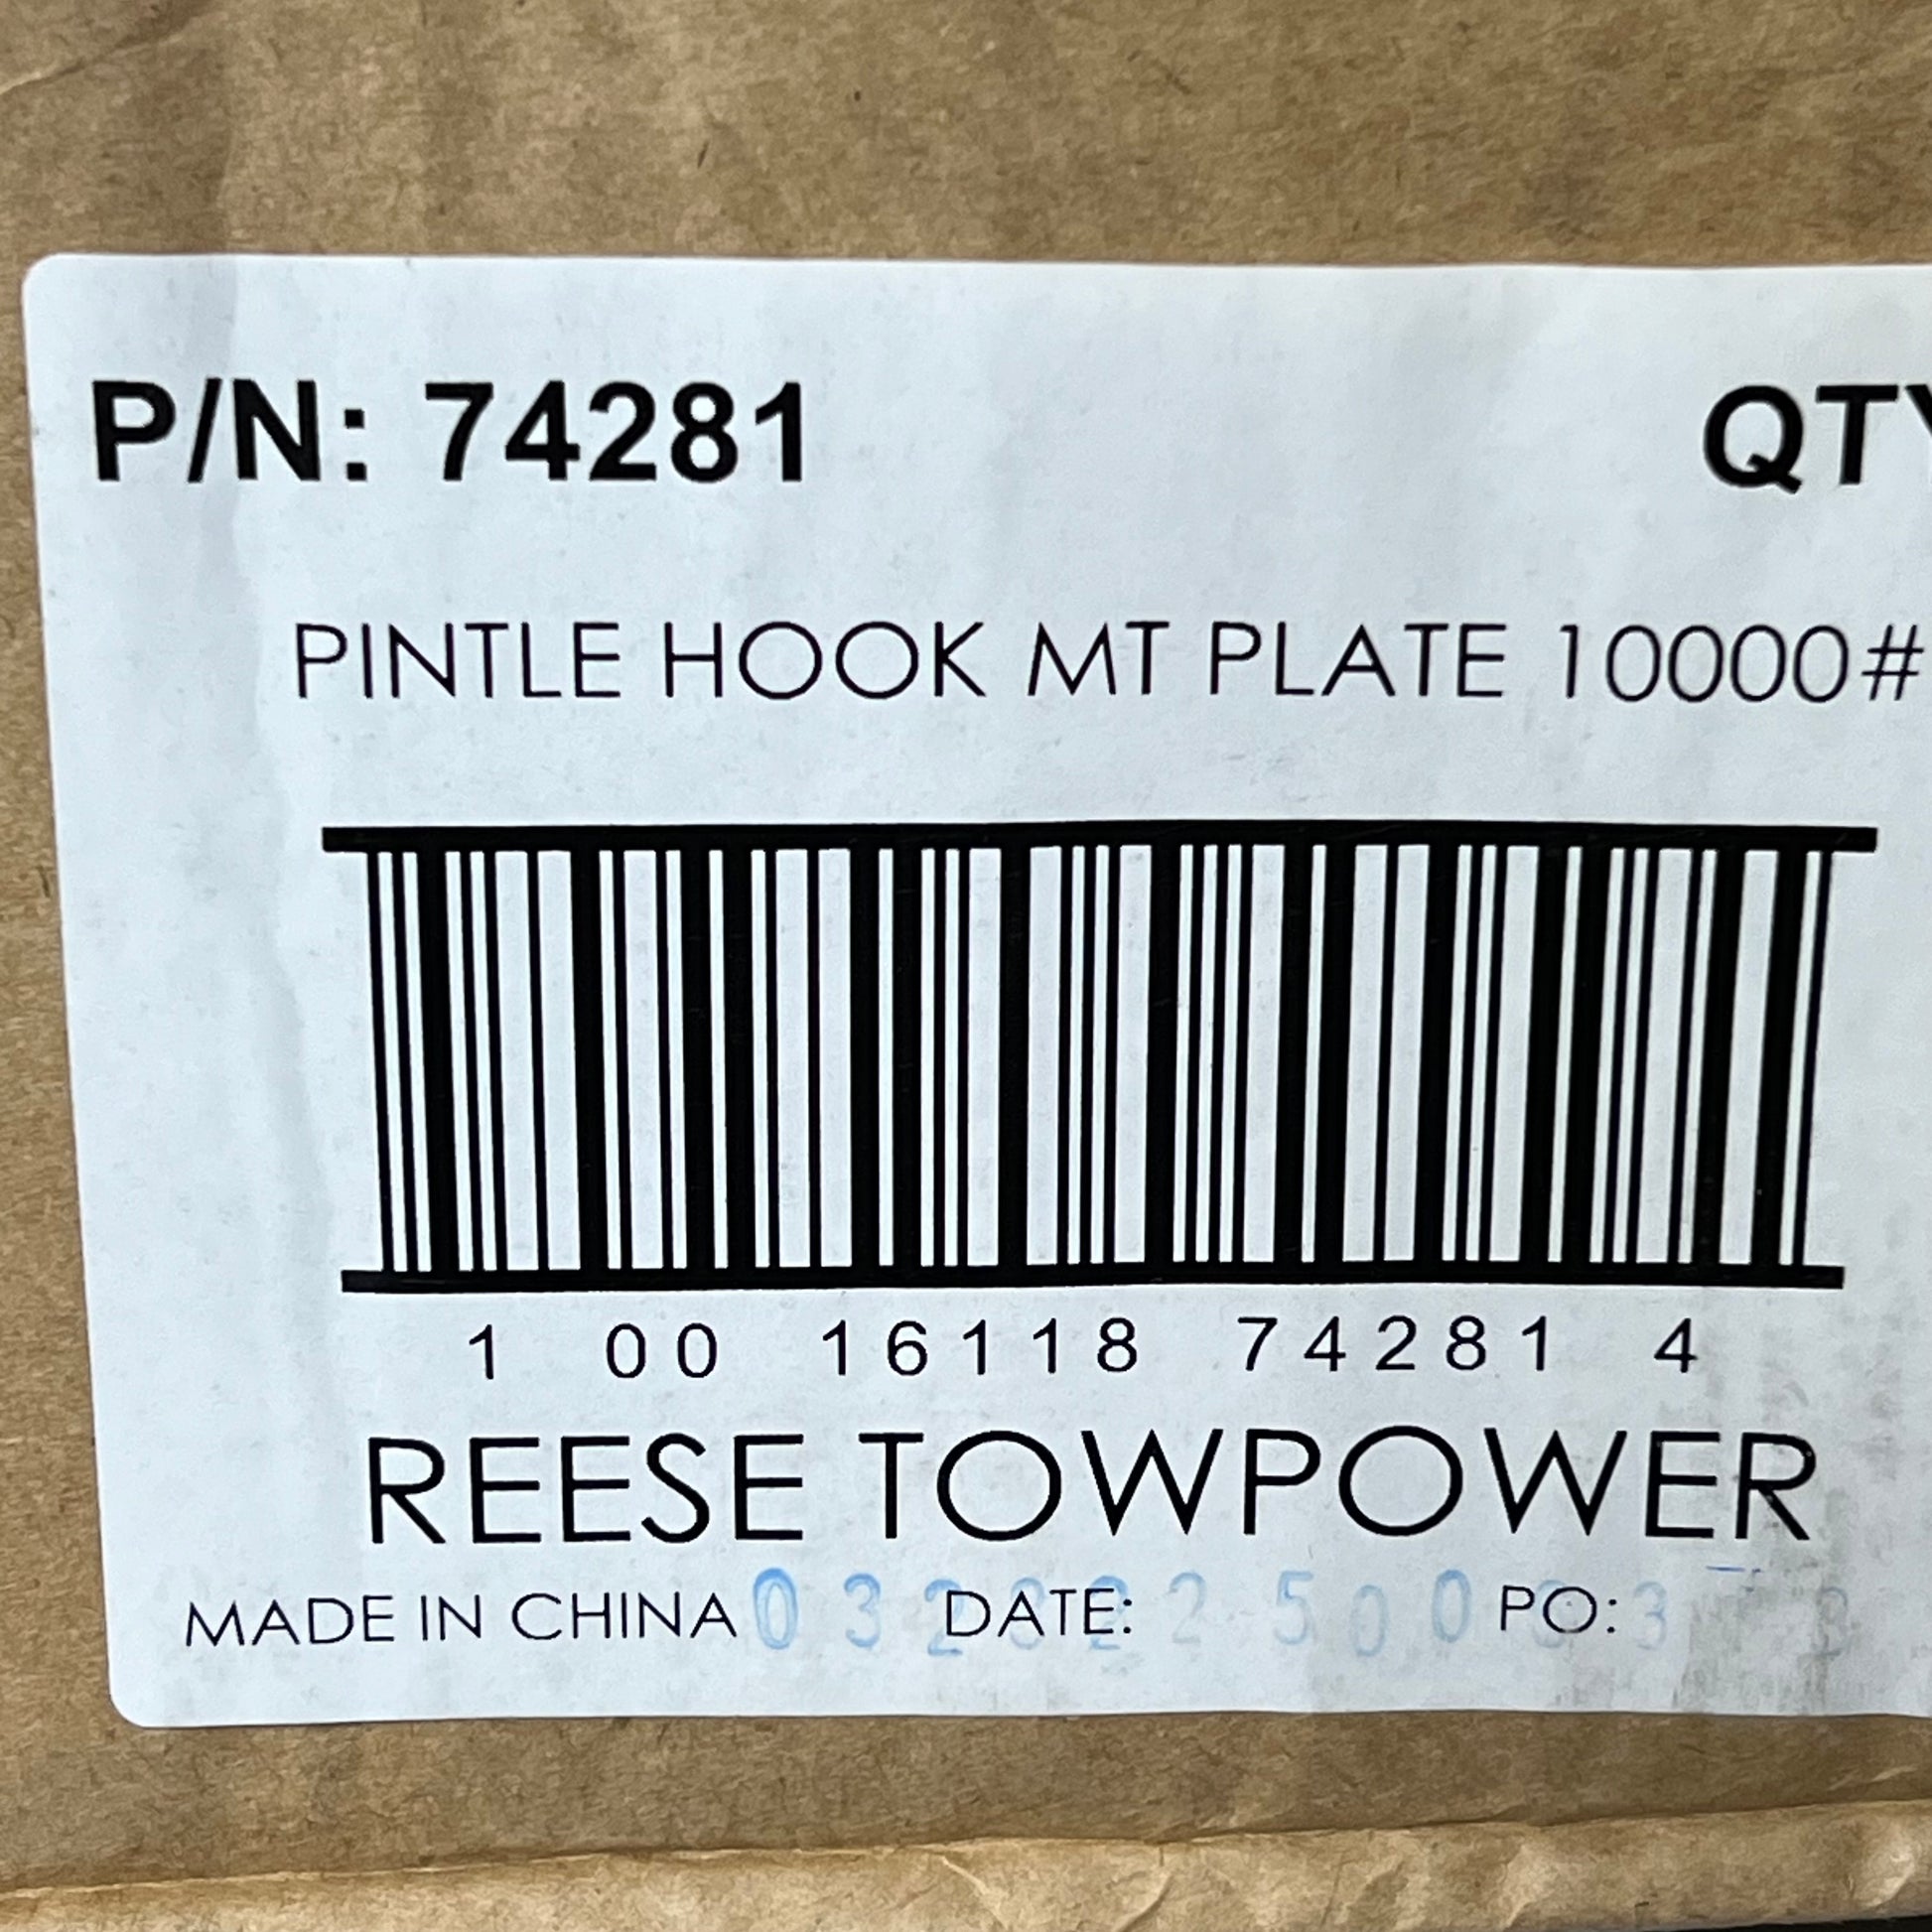 P/N: 74281 QTY
PINTLE HOOK MT PLATE 10000#
1 00 16118 74281 4
REESE TOWPOWER
MADE IN CHINA DATE: PO: